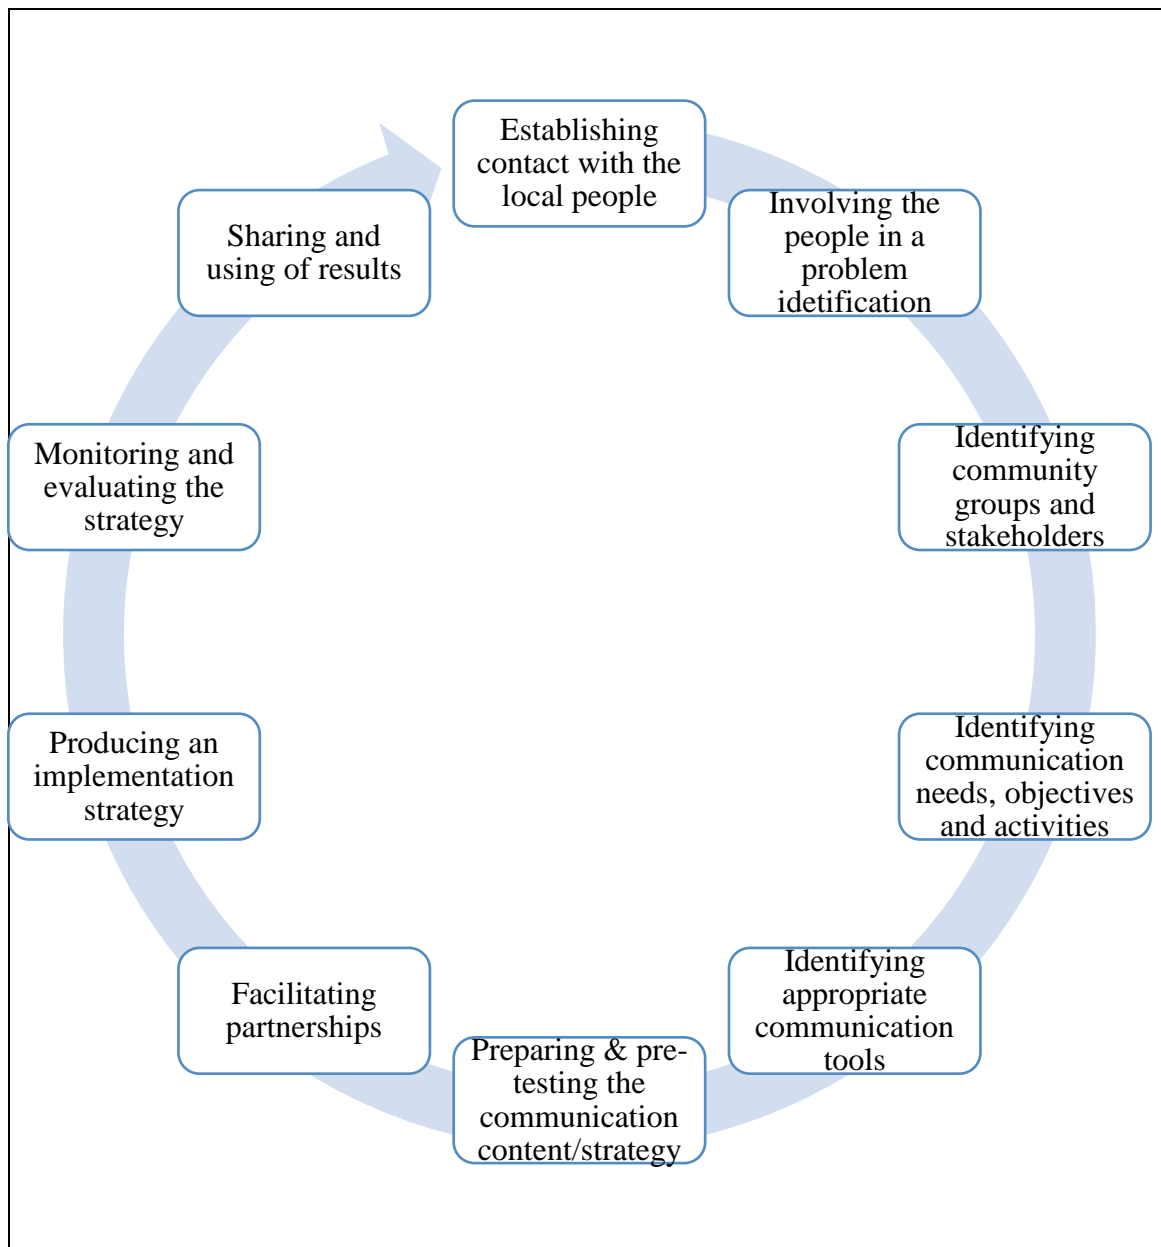 Establishing
contact with the
local people
Involving the
people in a
problem
idetification
Identifying
community
groups and
stakeholders
Identifying
communication
needs, objectives
and activities
Identifying
appropriate
communication
tools
Preparing & pre-
testing the
communication
content/strategy
Facilitating
partnerships
Producing an
implementation
strategy
Monitoring and
evaluating the
strategy
Sharing and
using of results